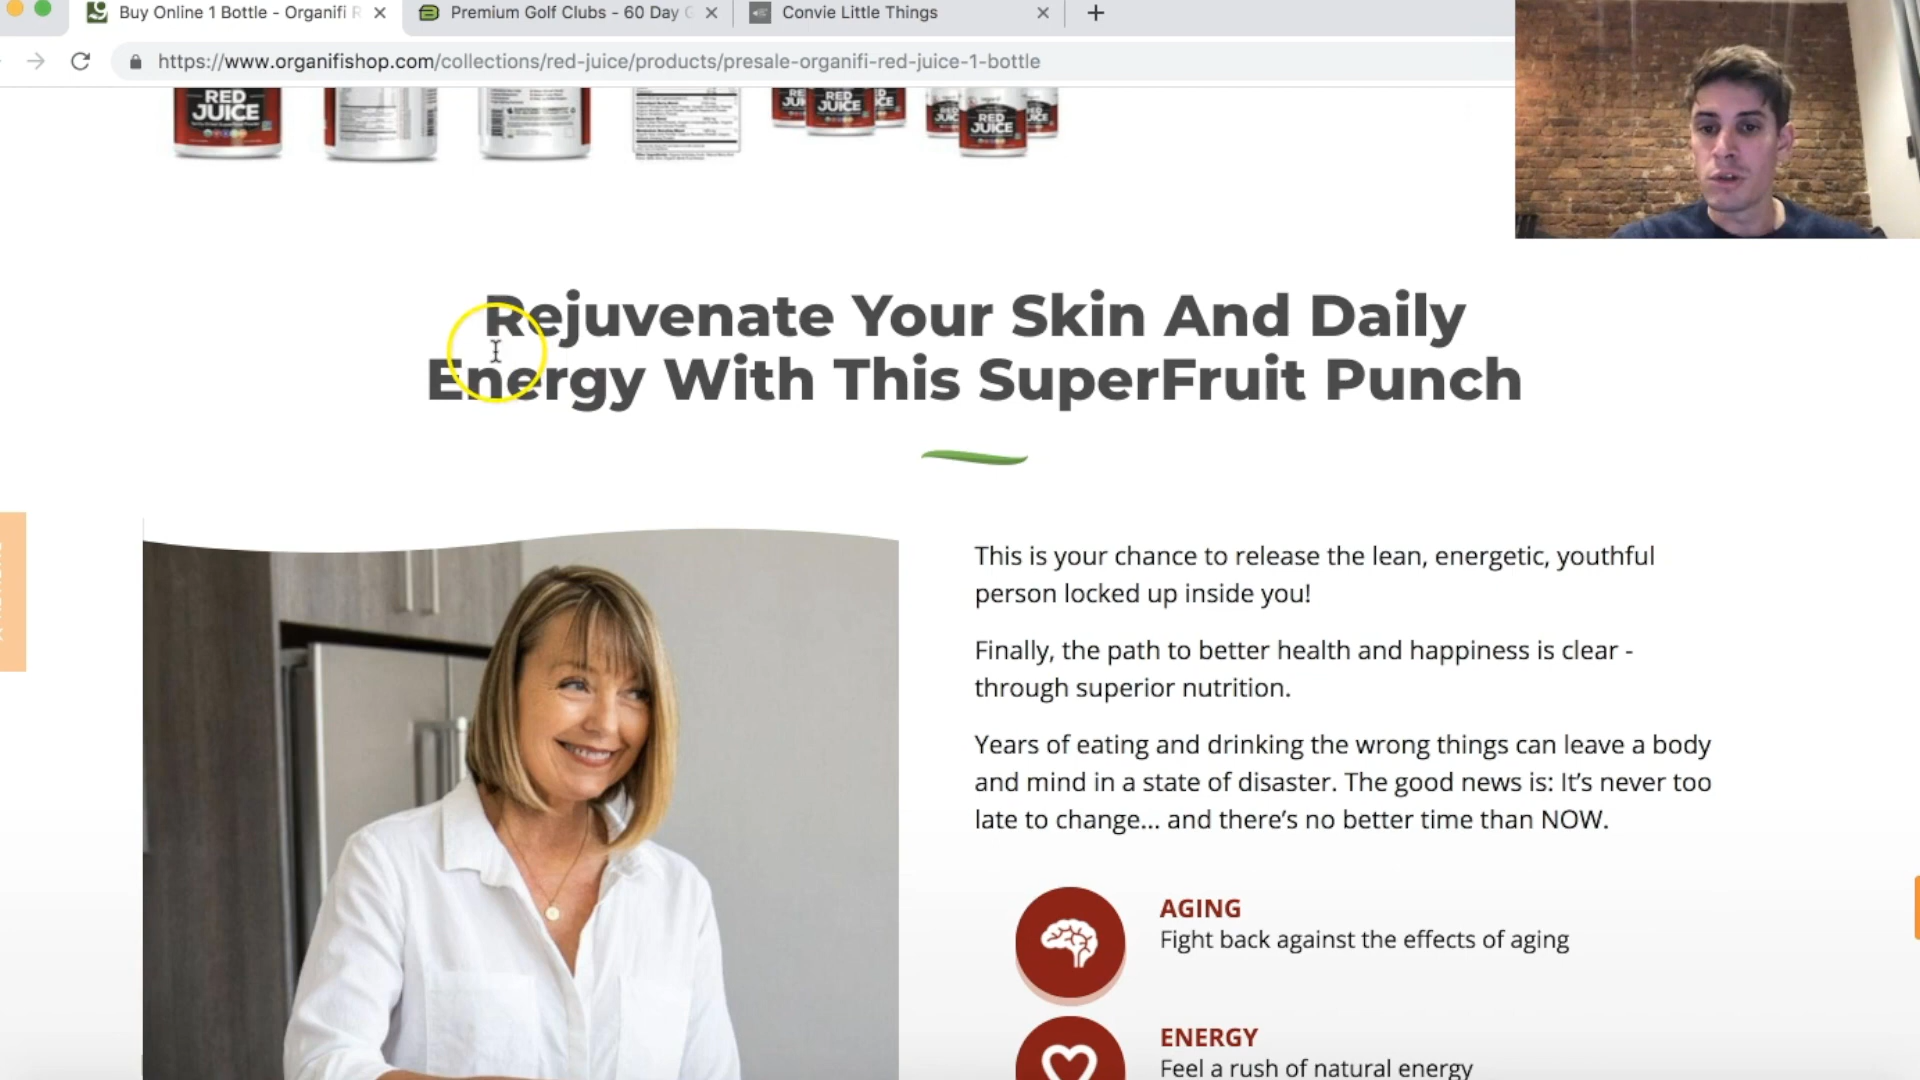 Buy Online 1 Bottle - Organifi R
Premium Golf Clubs - 60 Day G
Convie Little Things
https://www.organifishop.com/collections/red-juice/products/presale-organifi-red-juice-1-bottle
RED
JUICE
RED
JUICE
RED
JUICE
Rejuvenate Your Skin And Daily
Energy With This SuperFruit Punch
This is your chance to release the lean, energetic, youthful
person locked up inside you!
Finally, the path to better health and happiness is clear -
through superior nutrition.
Years of eating and drinking the wrong things can leave a body
and mind in a state of disaster. The good news is: It’s never too
late to change... and there’s no better time than NOW.
AGING
Fight back against the effects of aging
ENERGY
Feel a rush of natural energy